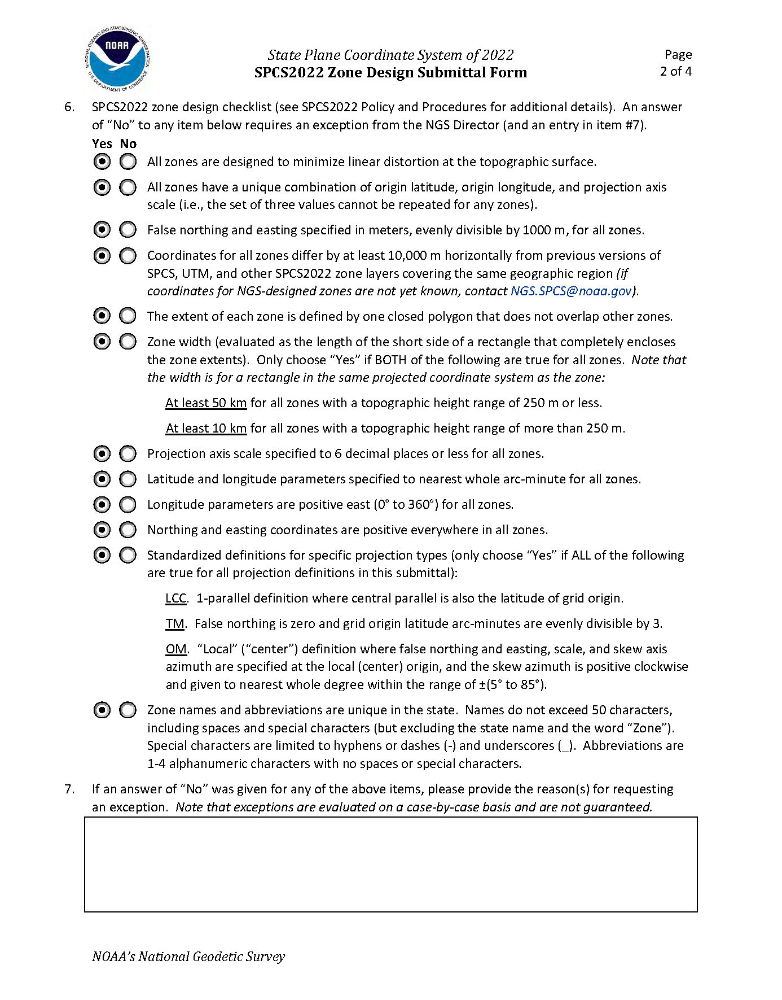 NATIONAL OCEANIC AND ATMOSPHERIC ADMINISTRATION
NOAA
U.S. DEPARTMENT OF COMMERCE
State Plane Coordinate System of 2022
SPCS2022 Zone Design Submittal Form
Page
2 of 4
6. SPCS2022 zone design checklist (see SPCS2022 Policy and Procedures for additional details). An answer
of “No” to any item below requires an exception from the NGS Director (and an entry in item #7).
Yes No
All zones are designed to minimize linear distortion at the topographic surface.
All zones have a unique combination of origin latitude, origin longitude, and projection axis
scale (i.e., the set of three values cannot be repeated for any zones).
False northing and easting specified in meters, evenly divisible by 1000 m, for all zones.
Coordinates for all zones differ by at least 10,000 m horizontally from previous versions of
SPCS, UTM, and other SPCS2022 zone layers covering the same geographic region (if
coordinates for NGS-designed zones are not yet known, contact NGS.SPCS@noaa.gov).
The extent of each zone is defined by one closed polygon that does not overlap other zones.
Zone width (evaluated as the length of the short side of a rectangle that completely encloses
the zone extents). Only choose “Yes” if BOTH of the following are true for all zones. Note that
the width is for a rectangle in the same projected coordinate system as the zone:
At least 50 km for all zones with a topographic height range of 250 m or less.
At least 10 km for all zones with a topographic height range of more than 250 m.
Projection axis scale specified to 6 decimal places or less for all zones.
Latitude and longitude parameters specified to nearest whole arc-minute for all zones.
Longitude parameters are positive east (0° to 360°) for all zones.
Northing and easting coordinates are positive everywhere in all zones.
Standardized definitions for specific projection types (only choose “Yes” if ALL of the following
are true for all projection definitions in this submittal):
LCC. 1-parallel definition where central parallel is also the latitude of grid origin.
TM. False northing is zero and grid origin latitude arc-minutes are evenly divisible by 3.
OM. “Local” (“center”) definition where false northing and easting, scale, and skew axis
azimuth are specified at the local (center) origin, and the skew azimuth is positive clockwise
and given to nearest whole degree within the range of ±(5° to 85°).
Zone names and abbreviations are unique in the state. Names do not exceed 50 characters,
including spaces and special characters (but excluding the state name and the word “Zone”).
Special characters are limited to hyphens or dashes (-) and underscores (_). Abbreviations are
1-4 alphanumeric characters with no spaces or special characters.
7. If an answer of “No” was given for any of the above items, please provide the reason(s) for requesting
an exception. Note that exceptions are evaluated on a case-by-case basis and are not guaranteed.
NOAA’s National Geodetic Survey